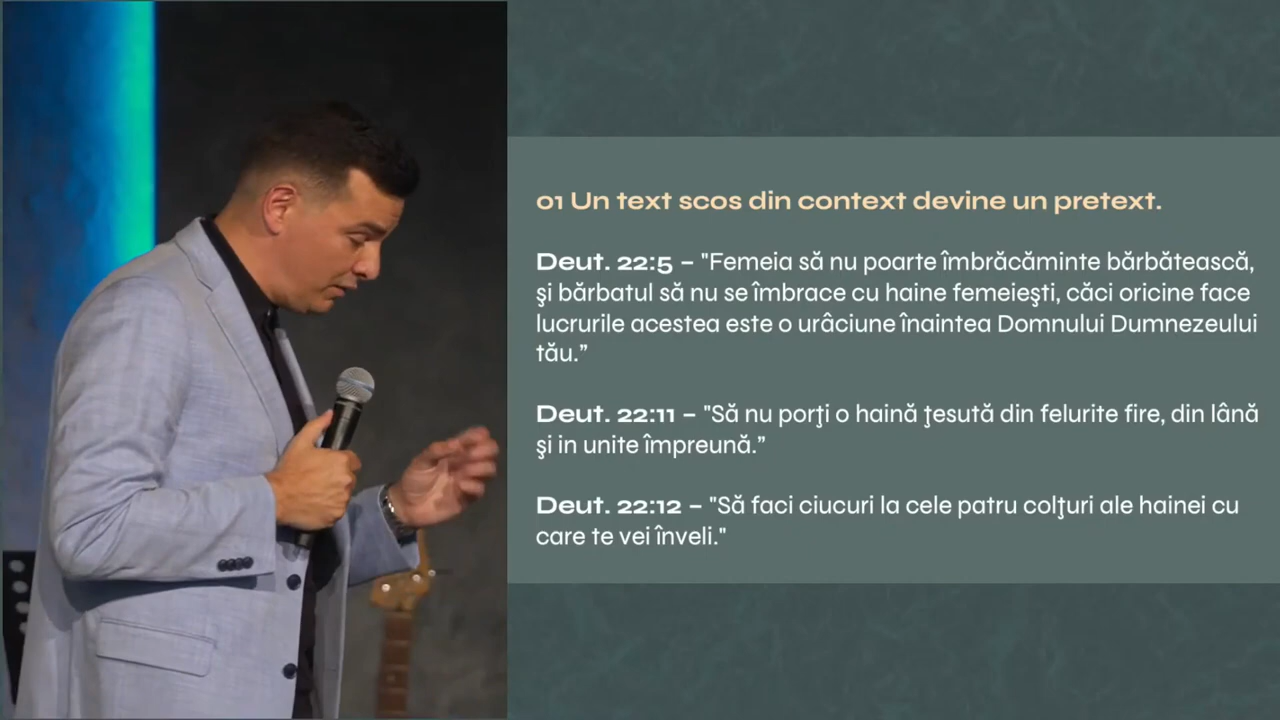 01 Un text scos din context devine un pretext.
Deut. 22:5 – "Femeia să nu poarte îmbrăcăminte bărbătească,
şi bărbatul să nu se îmbrace cu haine femeieşti, căci oricine face
lucrurile acestea este o urâciune înaintea Domnului Dumnezeului
tău.”
Deut. 22:11 – "Să nu porţi o haină ţesută din felurite fire, din lână
şi in unite împreună.”
Deut. 22:12 – "Să faci ciucuri la cele patru colţuri ale hainei cu
care te vei înveli."